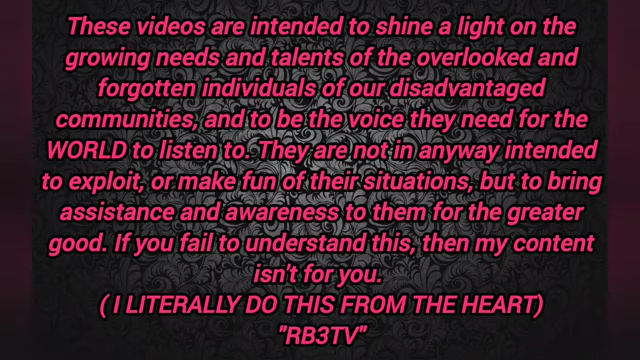 These videos are intended to shine a light on the
growing needs and talents of the overlooked and
forgotten individuals of our disadvantaged
communities, and to be the voice they need for the
WORLD to listen to. They are not in anyway intended
to exploit, or make fun of their situations, but to bring
assistance and awareness to them for the greater
good. If you fail to understand this, then my content
isn't for you.
( I LITERALLY DO THIS FROM THE HEART)
"RB3TV"